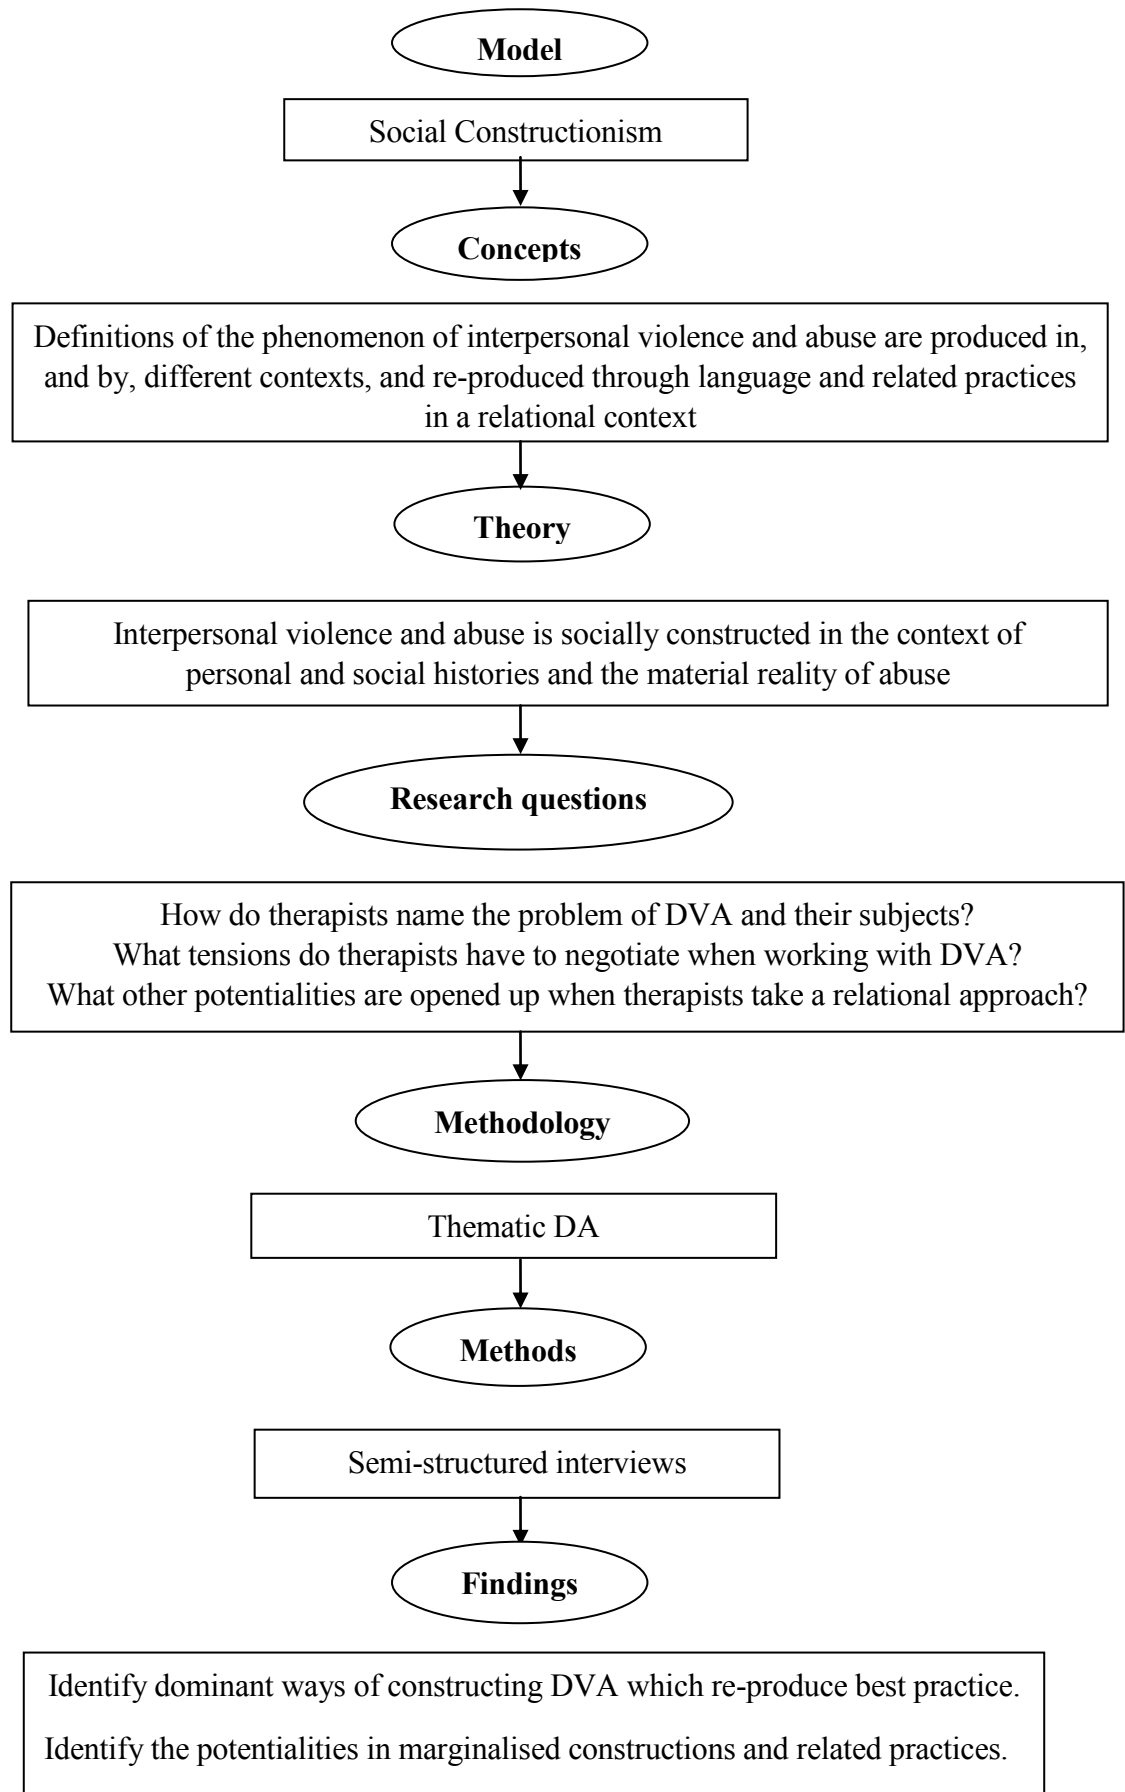 Model
Social Constructionism
Concepts
Definitions of the phenomenon of interpersonal violence and abuse are produced in,
and by, different contexts, and re-produced through language and related practices
in a relational context
Theory
Interpersonal violence and abuse is socially constructed in the context of
personal and social histories and the material reality of abuse
Research questions
How do therapists name the problem of DVA and their subjects?
What tensions do therapists have to negotiate when working with DVA?
What other potentialities are opened up when therapists take a relational approach?
Methodology
Thematic DA
Methods
Semi-structured interviews
Findings
Identify dominant ways of constructing DVA which re-produce best practice.
Identify the potentialities in marginalised constructions and related practices.